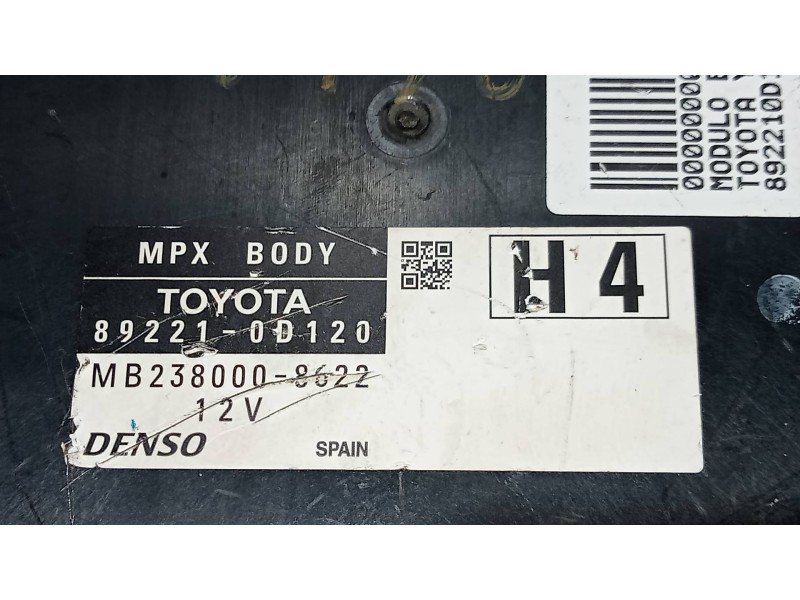 MPX BODY
TOYOTA
89221-0D120
MB238000-8622
12V
DENSO
SPAIN
H4
MODULO
TOYOTA